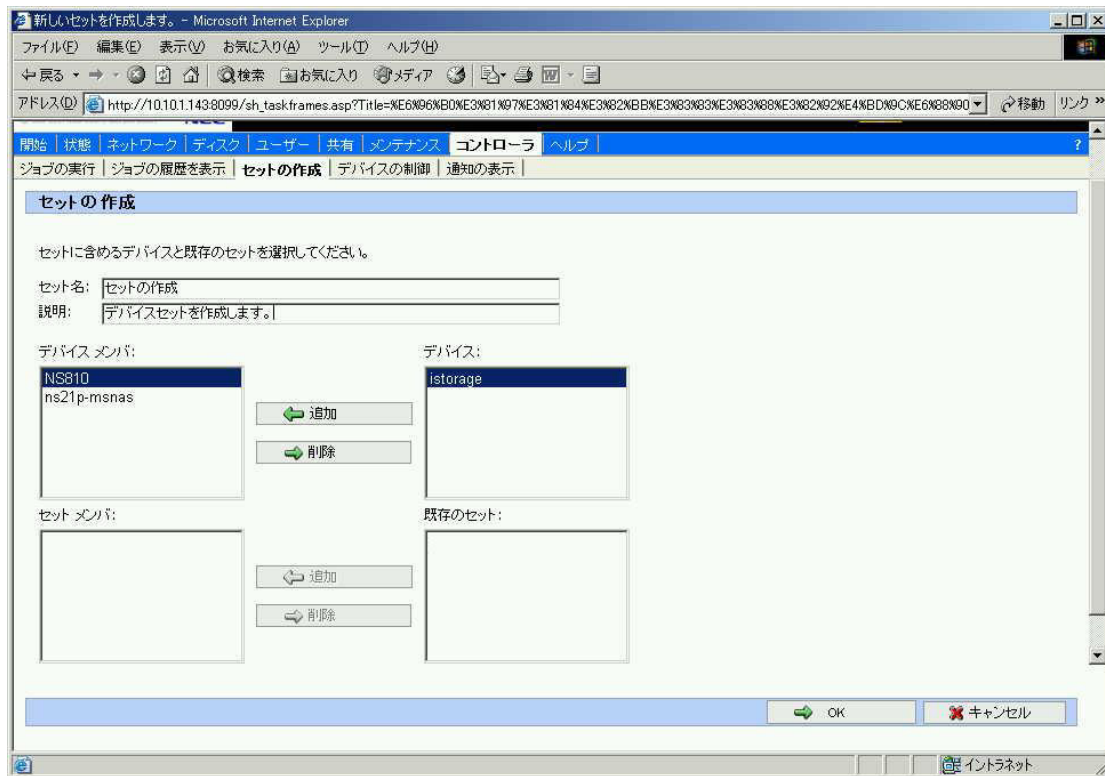 新しいセットを作成します。 - Microsoft Internet Explorer
ファイル(F) 編集(E) 表示(V) お気に入り(A) ツール(T) ヘルプ(H)
戻る 検索 お気に入り メディア
アドレス(D) http://10.10.1.143:8099/sh_taskframes.asp?Title=%E6%96%B0%E3%81%97%E3%81%84%E3%82%BB%E3%83%83%E3%83%88%E3%82%92%E4%BD%9C%E6%88%90 移動 リンク »
開始 | 状態 | ネットワーク | ディスク | ユーザー | 共有 | メンテナンス | コントローラ | ヘルプ | ?
ジョブの実行 | ジョブの履歴を表示 | セットの作成 | デバイスの制御 | 通知の表示 |
セットの作成
セットに含めるデバイスと既存のセットを選択してください。
セット名: セットの作成
説明: デバイスセットを作成します。
デバイス メンバ: デバイス:
NS810 istorage
ns21p-msnas
追加
削除
セット メンバ: 既存のセット:
追加
削除
OK キャンセル
イントラネット